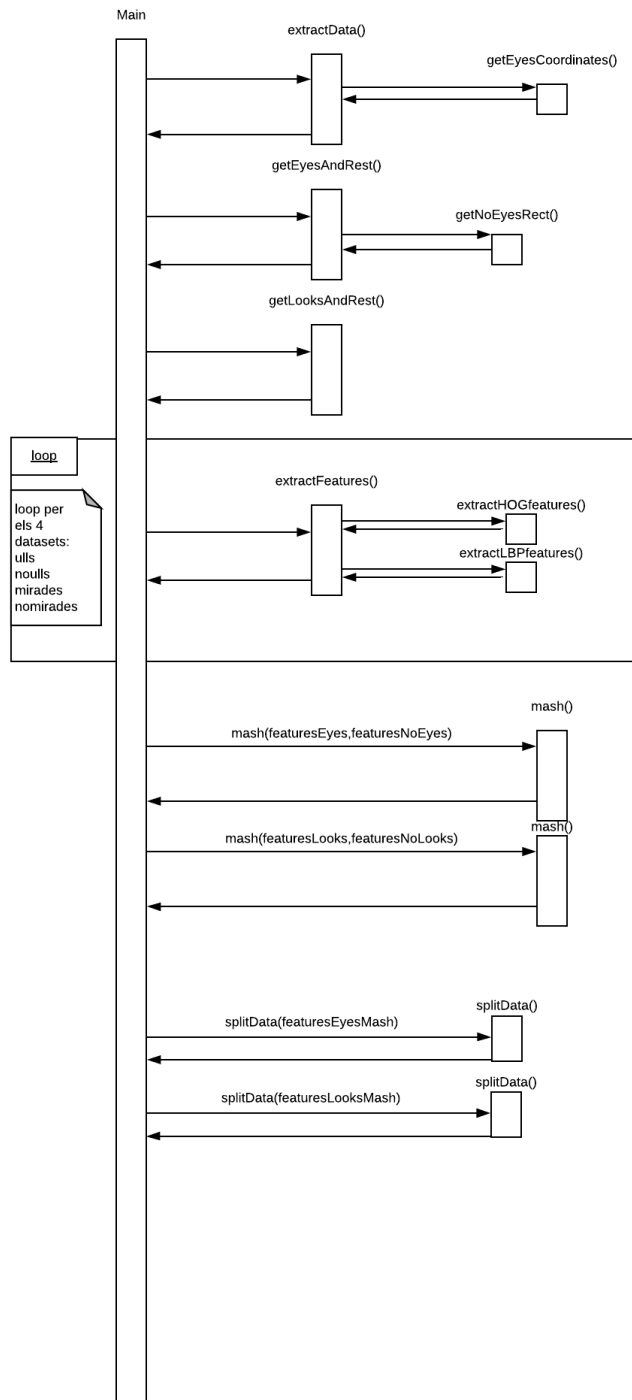 Main
extractData()
getEyesCoordinates()
getEyesAndRest()
getNoEyesRect()
getLooksAndRest()
loop
loop per
els 4
datasets:
ulls
noulls
mirades
nomirades
extractFeatures()
extractHOGfeatures()
extractLBPfeatures()
mash()
mash(featuresEyes,featuresNoEyes)
mash()
mash(featuresLooks,featuresNoLooks)
splitData()
splitData(featuresEyesMash)
splitData()
splitData(featuresLooksMash)